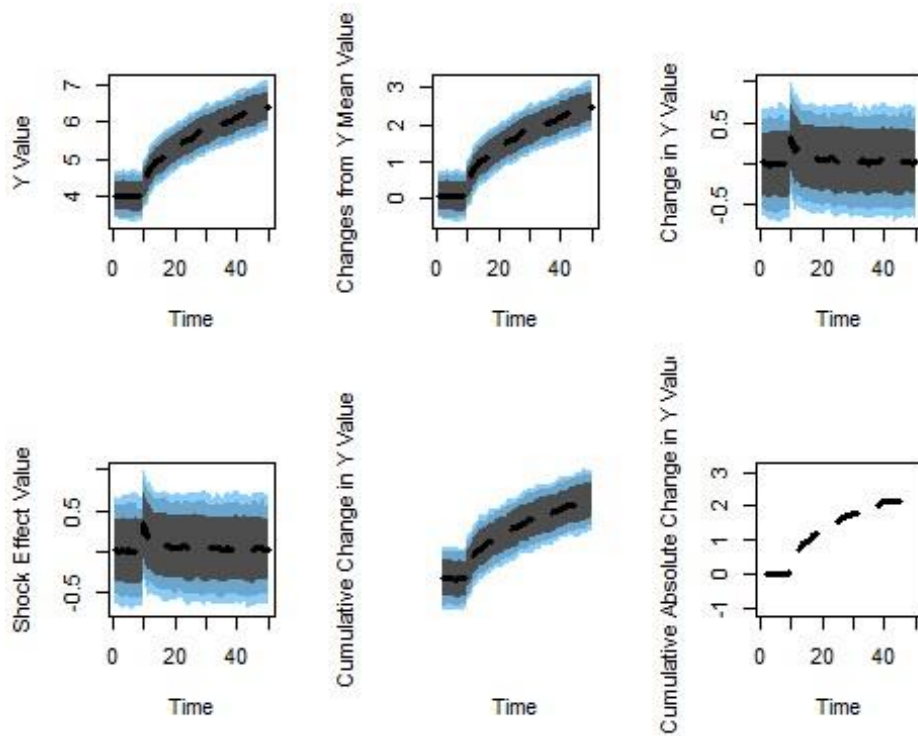 Y Value
7
6
5
4
0 20 40
Time
Changes from Y Mean Value
3
2
1
0
0 20 40
Time
Change in Y Value
0.5
-0.5
0 20 40
Time
Shock Effect Value
0.5
-0.5
0 20 40
Time
Cumulative Change in Y Value
Time
Cumulative Absolute Change in Y Valu
3
2
1
0
-1
0 20 40
Time